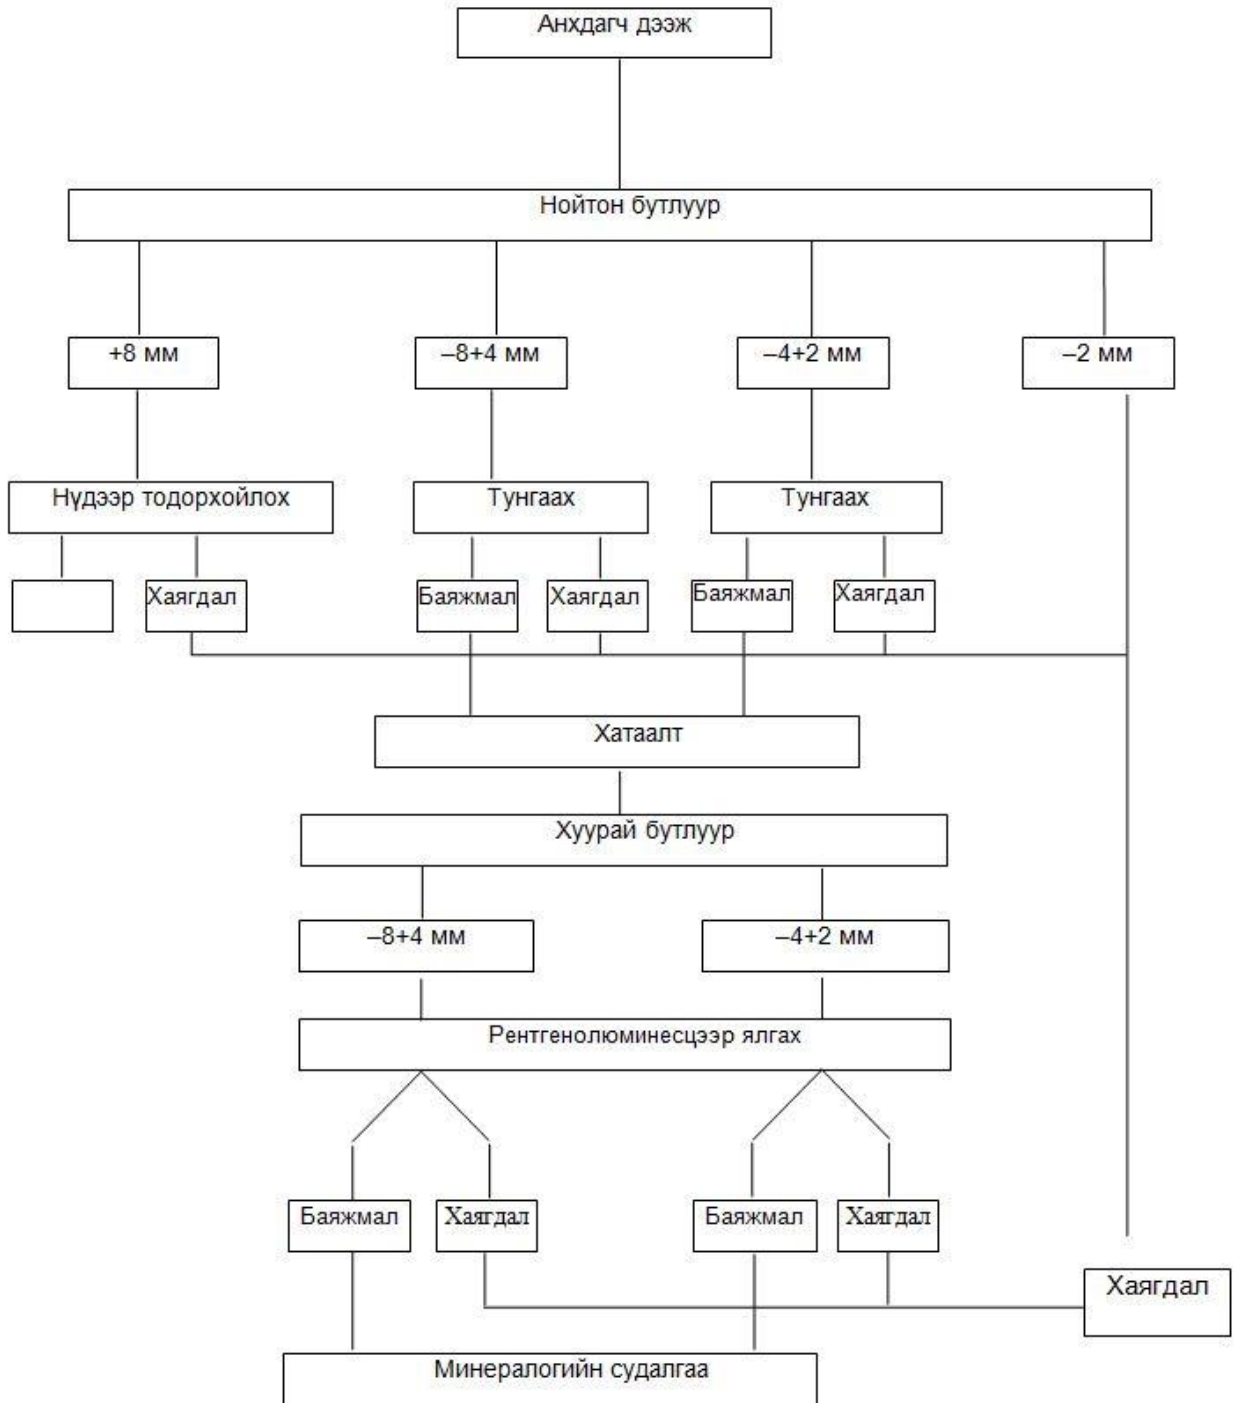 Анхдагч дээж
Нойтон бутлуур
+8 мм
–8+4 мм
–4+2 мм
–2 мм
Нүдээр тодорхойлох
Тунгаах
Тунгаах
Хаягдал
Баяжмал
Хаягдал
Баяжмал
Хаягдал
Хатаалт
Хуурай бутлуур
–8+4 мм
–4+2 мм
Рентгенолюминесцээр ялгах
Баяжмал
Хаягдал
Баяжмал
Хаягдал
Хаягдал
Минералогийн судалгаа